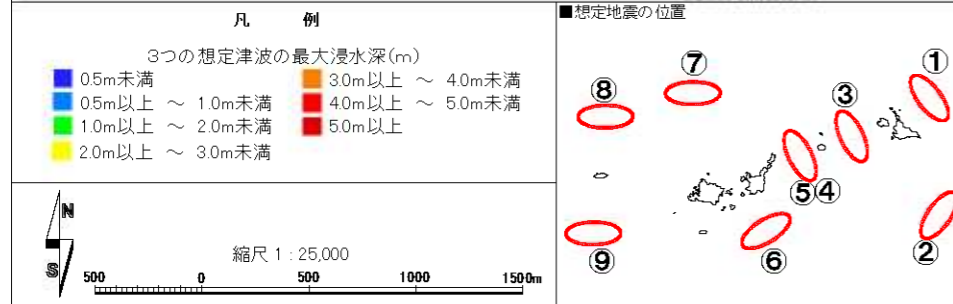 凡 例
3つの想定津波の最大浸水深(m)
0.5m未満
0.5m以上 ～ 1.0m未満
1.0m以上 ～ 2.0m未満
2.0m以上 ～ 3.0m未満
3.0m以上 ～ 4.0m未満
4.0m以上 ～ 5.0m未満
5.0m以上
N
S
縮尺 1：25,000
500 0 500 1000 1500m
■想定地震の位置
①
⑦
⑧
③
⑤④
②
⑨
⑥